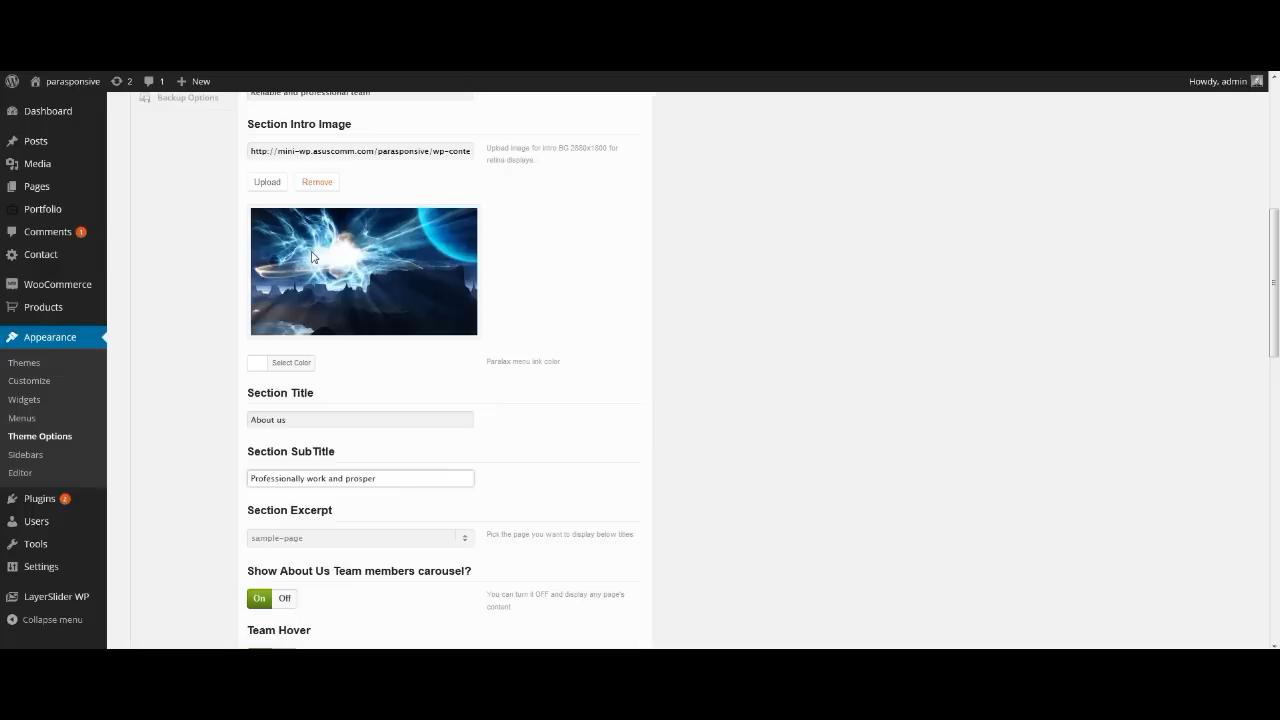 parasponsive
2
1
New
Howdy, admin
Dashboard
Posts
Media
Pages
Portfolio
Comments 1
Contact
WooCommerce
Products
Appearance
Themes
Customize
Widgets
Menus
Theme Options
Sidebars
Editor
Plugins 2
Users
Tools
Settings
LayerSlider WP
Collapse menu
Backup Options
Reliable and professional team
Section Intro Image
http://mini-wp.asuscomm.com/parasponsive/wp-conte
Upload image for intro BG 2880x1800 for
retina displays.
Upload
Remove
Select Color
Paralax menu link color
Section Title
About us
Section SubTitle
Professionally work and prosper
Section Excerpt
sample-page
Pick the page you want to display below titles
Show About Us Team members carousel?
On
Off
You can turn it OFF and display any page's
content
Team Hover